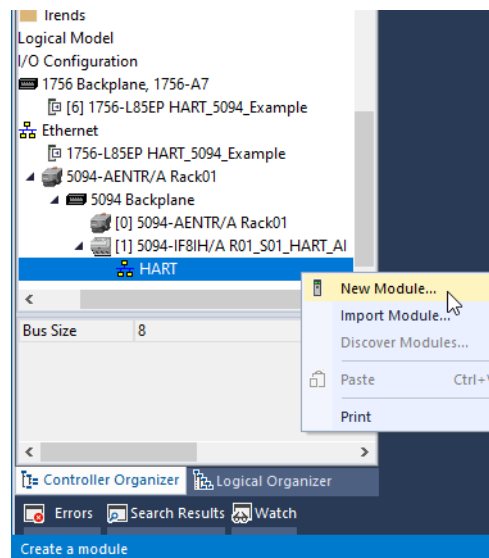 Trends
Logical Model
I/O Configuration
1756 Backplane, 1756-A7
[6] 1756-L85EP HART_5094_Example
Ethernet
1756-L85EP HART_5094_Example
5094-AENTR/A Rack01
5094 Backplane
[0] 5094-AENTR/A Rack01
[1] 5094-IF8IH/A R01_S01_HART_AI
HART
New Module...
Import Module...
Discover Modules...
Paste Ctrl+V
Print
Bus Size 8
Controller Organizer Logical Organizer
Errors Search Results Watch
Create a module